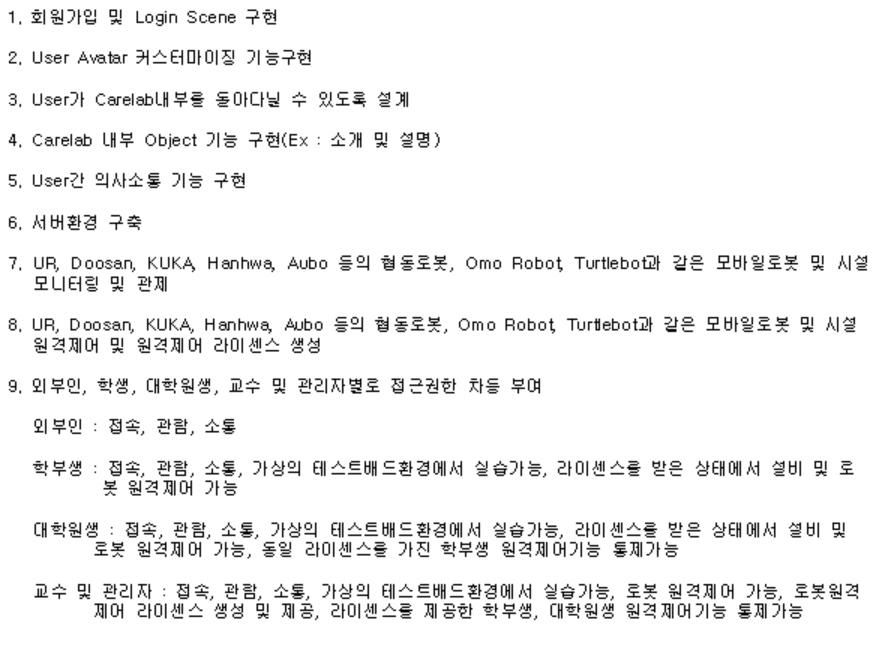 1. 회원가입 및 Login Scene 구현
2. User Avatar 커스터마이징 기능구현
3. User가 Carelab내부를 돌아다닐 수 있도록 설계
4. Carelab 내부 Object 기능 구현(Ex : 소개 및 설명)
5. User간 의사소통 기능 구현
6. 서버환경 구축
7. UR, Doosan, KUKA, Hanhwa, Aubo 등의 협동로봇, Omo Robot, Turtlebot과 같은 모바일로봇 및 시설
모니터링 및 관제
8. UR, Doosan, KUKA, Hanhwa, Aubo 등의 협동로봇, Omo Robot, Turtlebot과 같은 모바일로봇 및 시설
원격제어 및 원격제어 라이센스 생성
9. 외부인, 학생, 대학원생, 교수 및 관리자별로 접근권한 차등 부여
외부인 : 접속, 관람, 소통
학부생 : 접속, 관람, 소통, 가상의 테스트배드환경에서 실습가능, 라이센스를 받은 상태에서 설비 및 로
봇 원격제어 가능
대학원생 : 접속, 관람, 소통, 가상의 테스트배드환경에서 실습가능, 라이센스를 받은 상태에서 설비 및
로봇 원격제어 가능, 동일 라이센스를 가진 학부생 원격제어기능 통제가능
교수 및 관리자 : 접속, 관람, 소통, 가상의 테스트배드환경에서 실습가능, 로봇 원격제어 가능, 로봇원격
제어 라이센스 생성 및 제공, 라이센스를 제공한 학부생, 대학원생 원격제어기능 통제가능